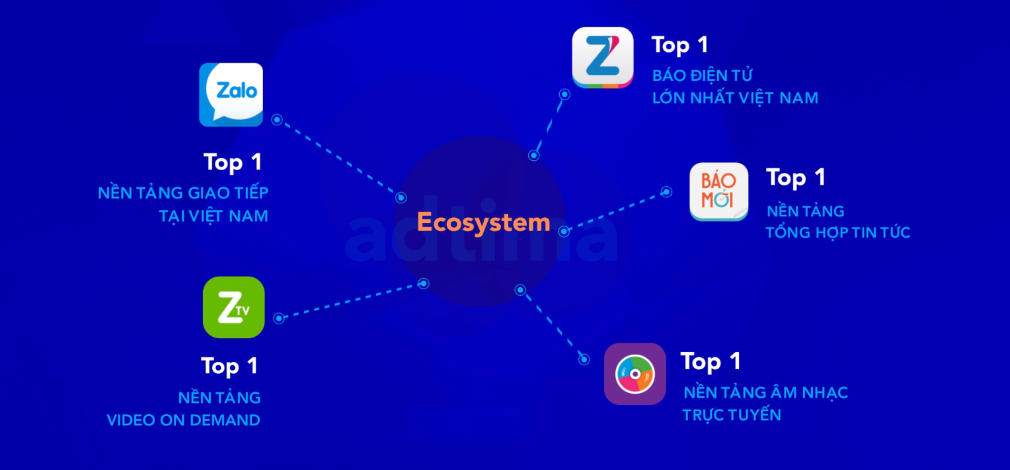 Zalo
Top 1
NỀN TẢNG GIAO TIẾP
TẠI VIỆT NAM
Z TV
Top 1
NỀN TẢNG
VIDEO ON DEMAND
adtima
Ecosystem
Z
Top 1
BÁO ĐIỆN TỬ
LỚN NHẤT VIỆT NAM
BÁO
MỚI
Top 1
NỀN TẢNG
TỔNG HỢP TIN TỨC
Top 1
NỀN TẢNG ÂM NHẠC
TRỰC TUYẾN